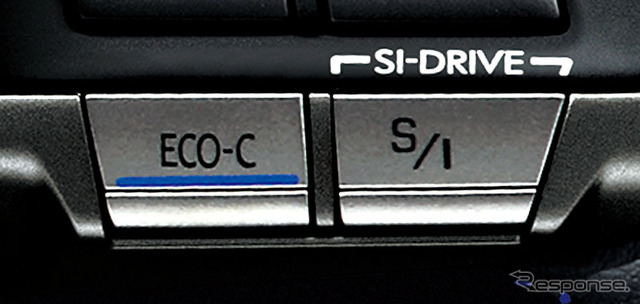 SI-DRIVE
ECO-C
S/I
Response.